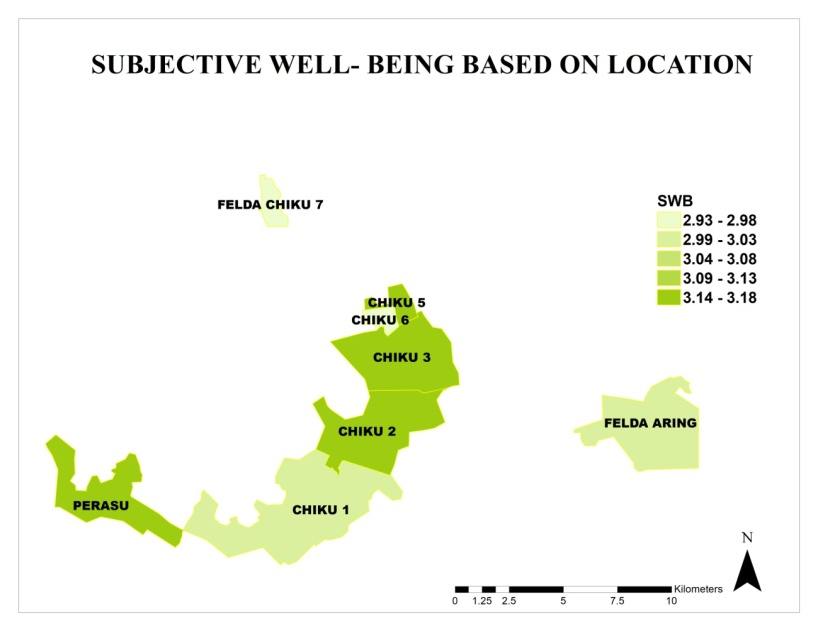 SUBJECTIVE WELL- BEING BASED ON LOCATION
FELDA CHIKU 7
SWB
2.93 - 2.98
2.99 - 3.03
3.04 - 3.08
3.09 - 3.13
3.14 - 3.18
CHIKU 5
CHIKU 6
CHIKU 3
CHIKU 2
FELDA ARING
PERASU
CHIKU 1
N
Kilometers
0 1.25 2.5 5 7.5 10